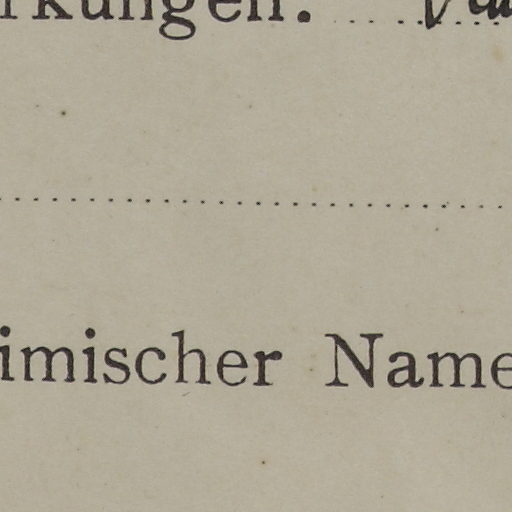 rkungen.
imischer Name